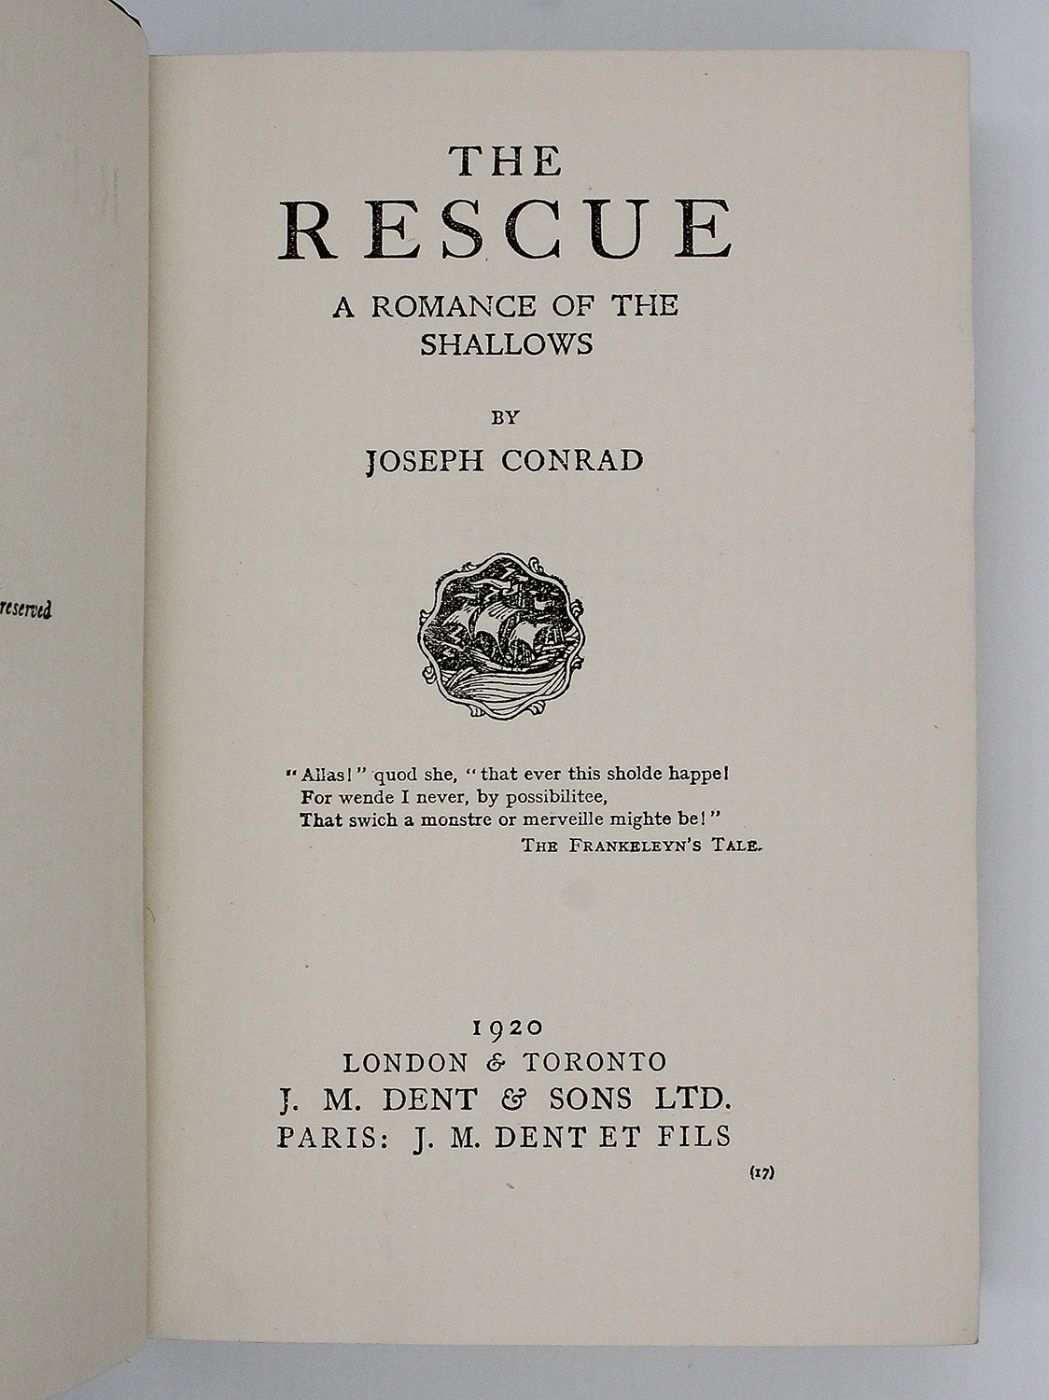 reserved
THE
RESCUE
A ROMANCE OF THE
SHALLOWS
BY
JOSEPH CONRAD
"Allas!" quod she, "that ever this sholde happe!
For wende I never, by possibilitee,
That swich a monstre or merveille mighte be!"
THE FRANKELEYN'S TALE.
1920
LONDON & TORONTO
J. M. DENT & SONS LTD.
PARIS: J. M. DENT ET FILS
(17)